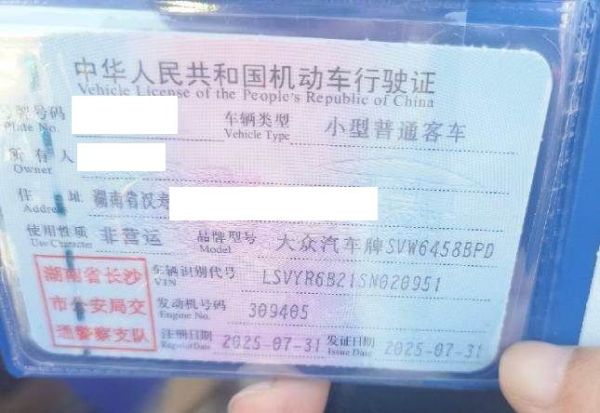 中华人民共和国机动车行驶证
Vehicle License of the People's Republic of China
号牌号码 车辆类型 小型普通客车
Plate No. Vehicle Type
所有人
Owner
住址 湖南省汉寿
Address
使用性质 非营运 品牌型号 大众汽车牌SVW6458BPD
Use Character Model
湖南省长沙市公安局交通警察支队
车辆识别代号 LSVYR6B21SN020951
VIN
发动机号码 309405
Engine No.
注册日期 2025-07-31 发证日期 2025-07-31
Register Date Issue Date